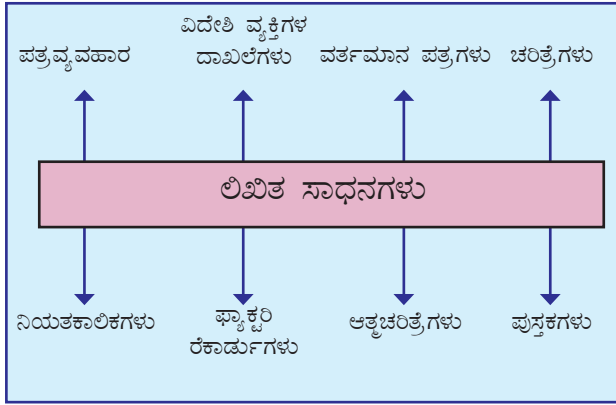 ಪತ್ರವ್ಯವಹಾರ
ವಿದೇಶಿ ವ್ಯಕ್ತಿಗಳ
ದಾಖಲೆಗಳು
ವರ್ತಮಾನ ಪತ್ರಗಳು
ಚರಿತ್ರೆಗಳು
ಲಿಖಿತ ಸಾಧನಗಳು
ನಿಯತಕಾಲಿಕಗಳು
ಫ್ಯಾಕ್ಟರಿ
ರೆಕಾರ್ಡುಗಳು
ಆತ್ಮಚರಿತ್ರೆಗಳು
ಪುಸ್ತಕಗಳು